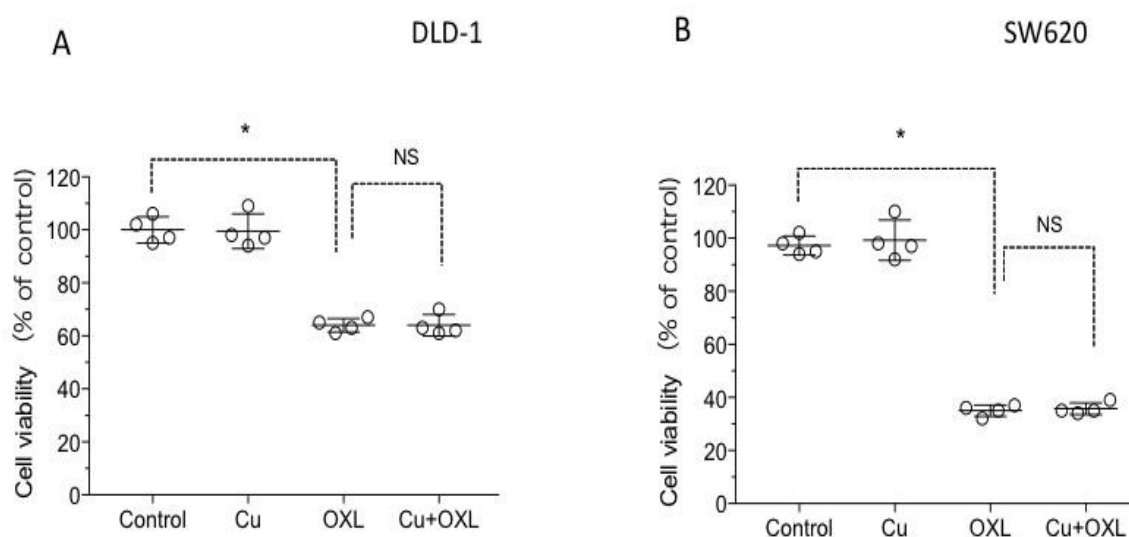 A
DLD-1
*
NS
Cell viability (% of control)
120
100
80
60
40
20
0
Control
Cu
OXL
Cu+OXL
B
SW620
*
NS
Cell viability (% of control)
120
100
80
60
40
20
0
Control
Cu
OXL
Cu+OXL